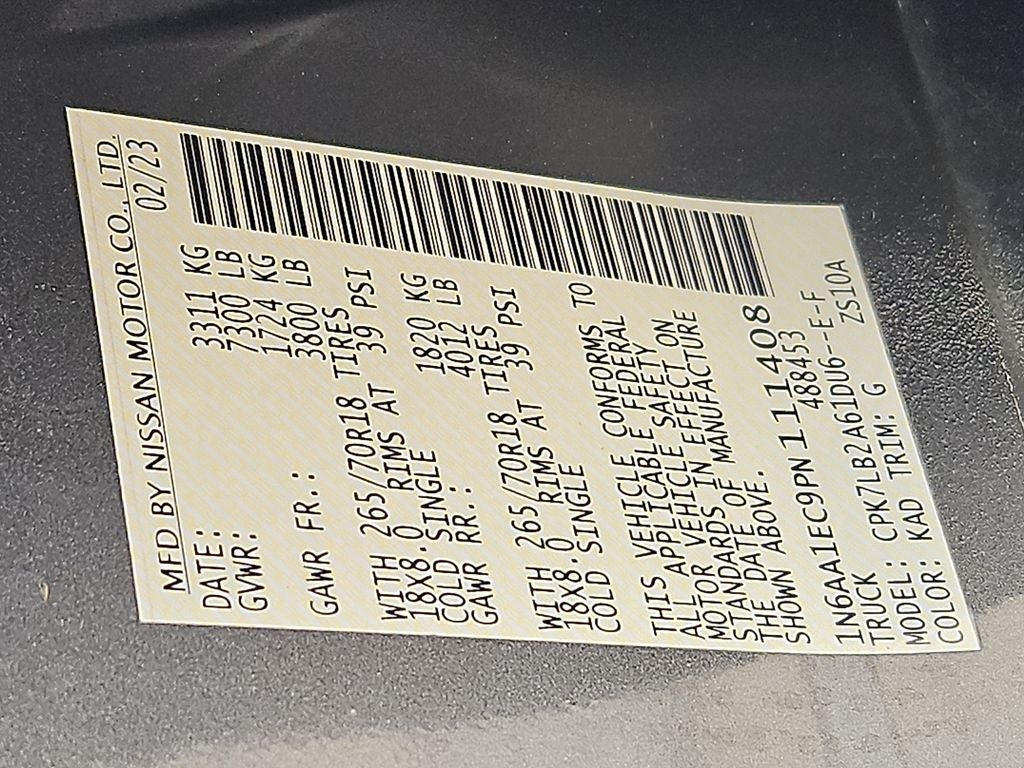 MFD BY NISSAN MOTOR CO., LTD.
DATE: 02/23
GVWR: 3311 KG
7300 LB
GAWR FR.: 1724 KG
3800 LB
WITH 265/70R18 TIRES
18X8.0 RIMS AT 39 PSI
COLD SINGLE
GAWR RR.: 1820 KG
4012 LB
WITH 265/70R18 TIRES
18X8.0 RIMS AT 39 PSI
COLD SINGLE
THIS VEHICLE CONFORMS TO
ALL APPLICABLE FEDERAL
MOTOR VEHICLE SAFETY
STANDARDS IN EFFECT ON
THE DATE OF MANUFACTURE
SHOWN ABOVE.
1N6AA1EC9PN111408
TRUCK 488453
MODEL: CPK7LB2A61DU6--E-F
COLOR: KAD TRIM: G ZS10A